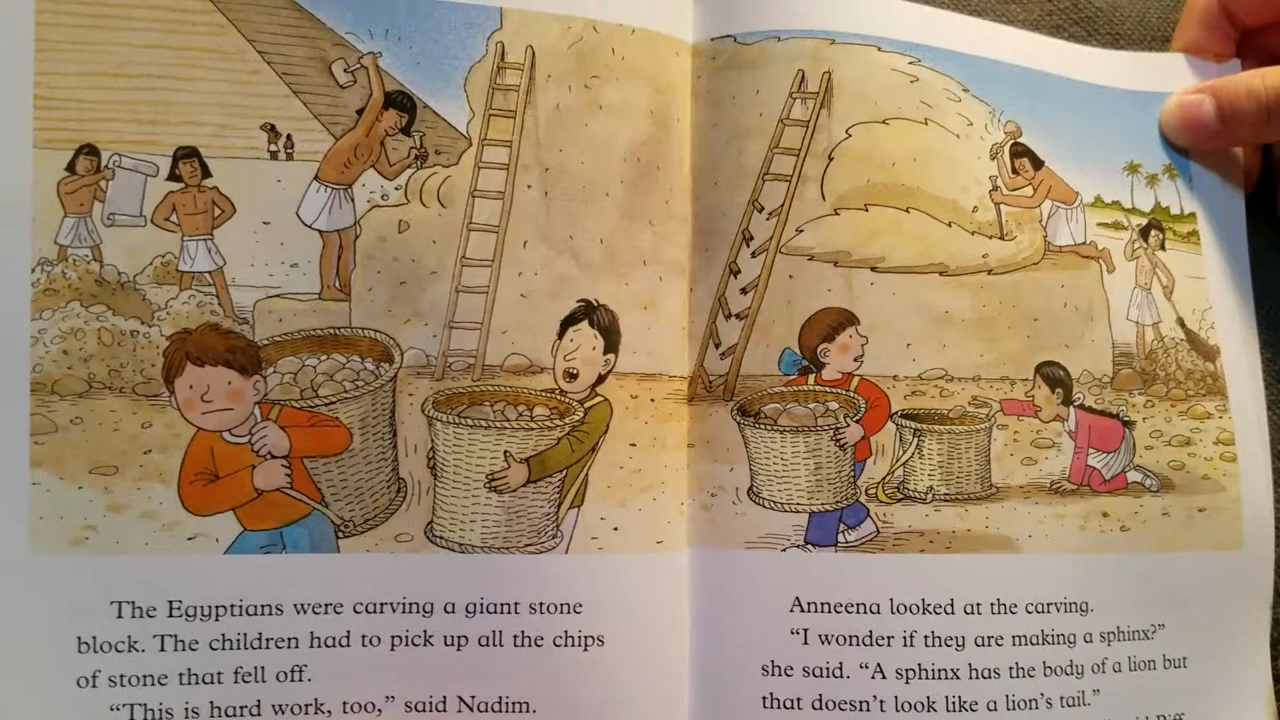 The Egyptians were carving a giant stone
block. The children had to pick up all the chips
of stone that fell off.
“This is hard work, too,” said Nadim.
Anneena looked at the carving.
“I wonder if they are making a sphinx?”
she said. “A sphinx has the body of a lion but
that doesn’t look like a lion’s tail.”